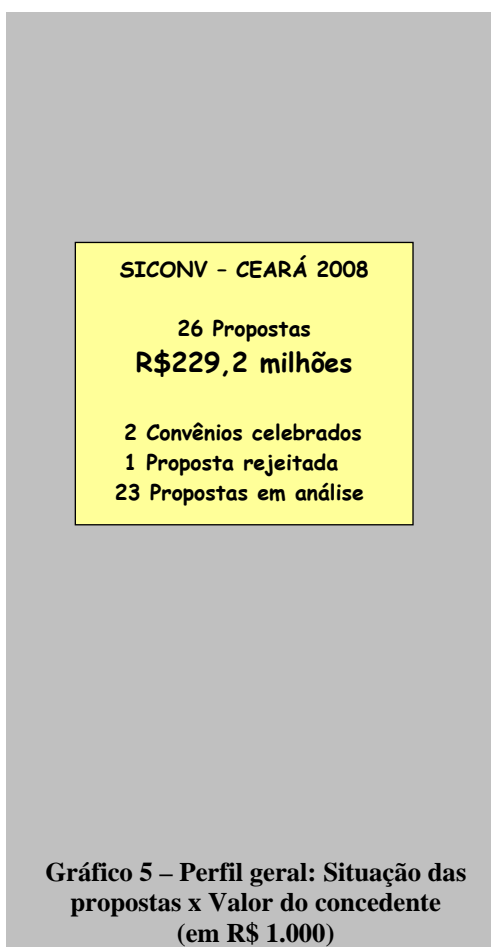 SICONV – CEARÁ 2008
26 Propostas
R$229,2 milhões
2 Convênios celebrados
1 Proposta rejeitada
23 Propostas em análise
Gráfico 5 – Perfil geral: Situação das
propostas x Valor do concedente
(em R$ 1.000)